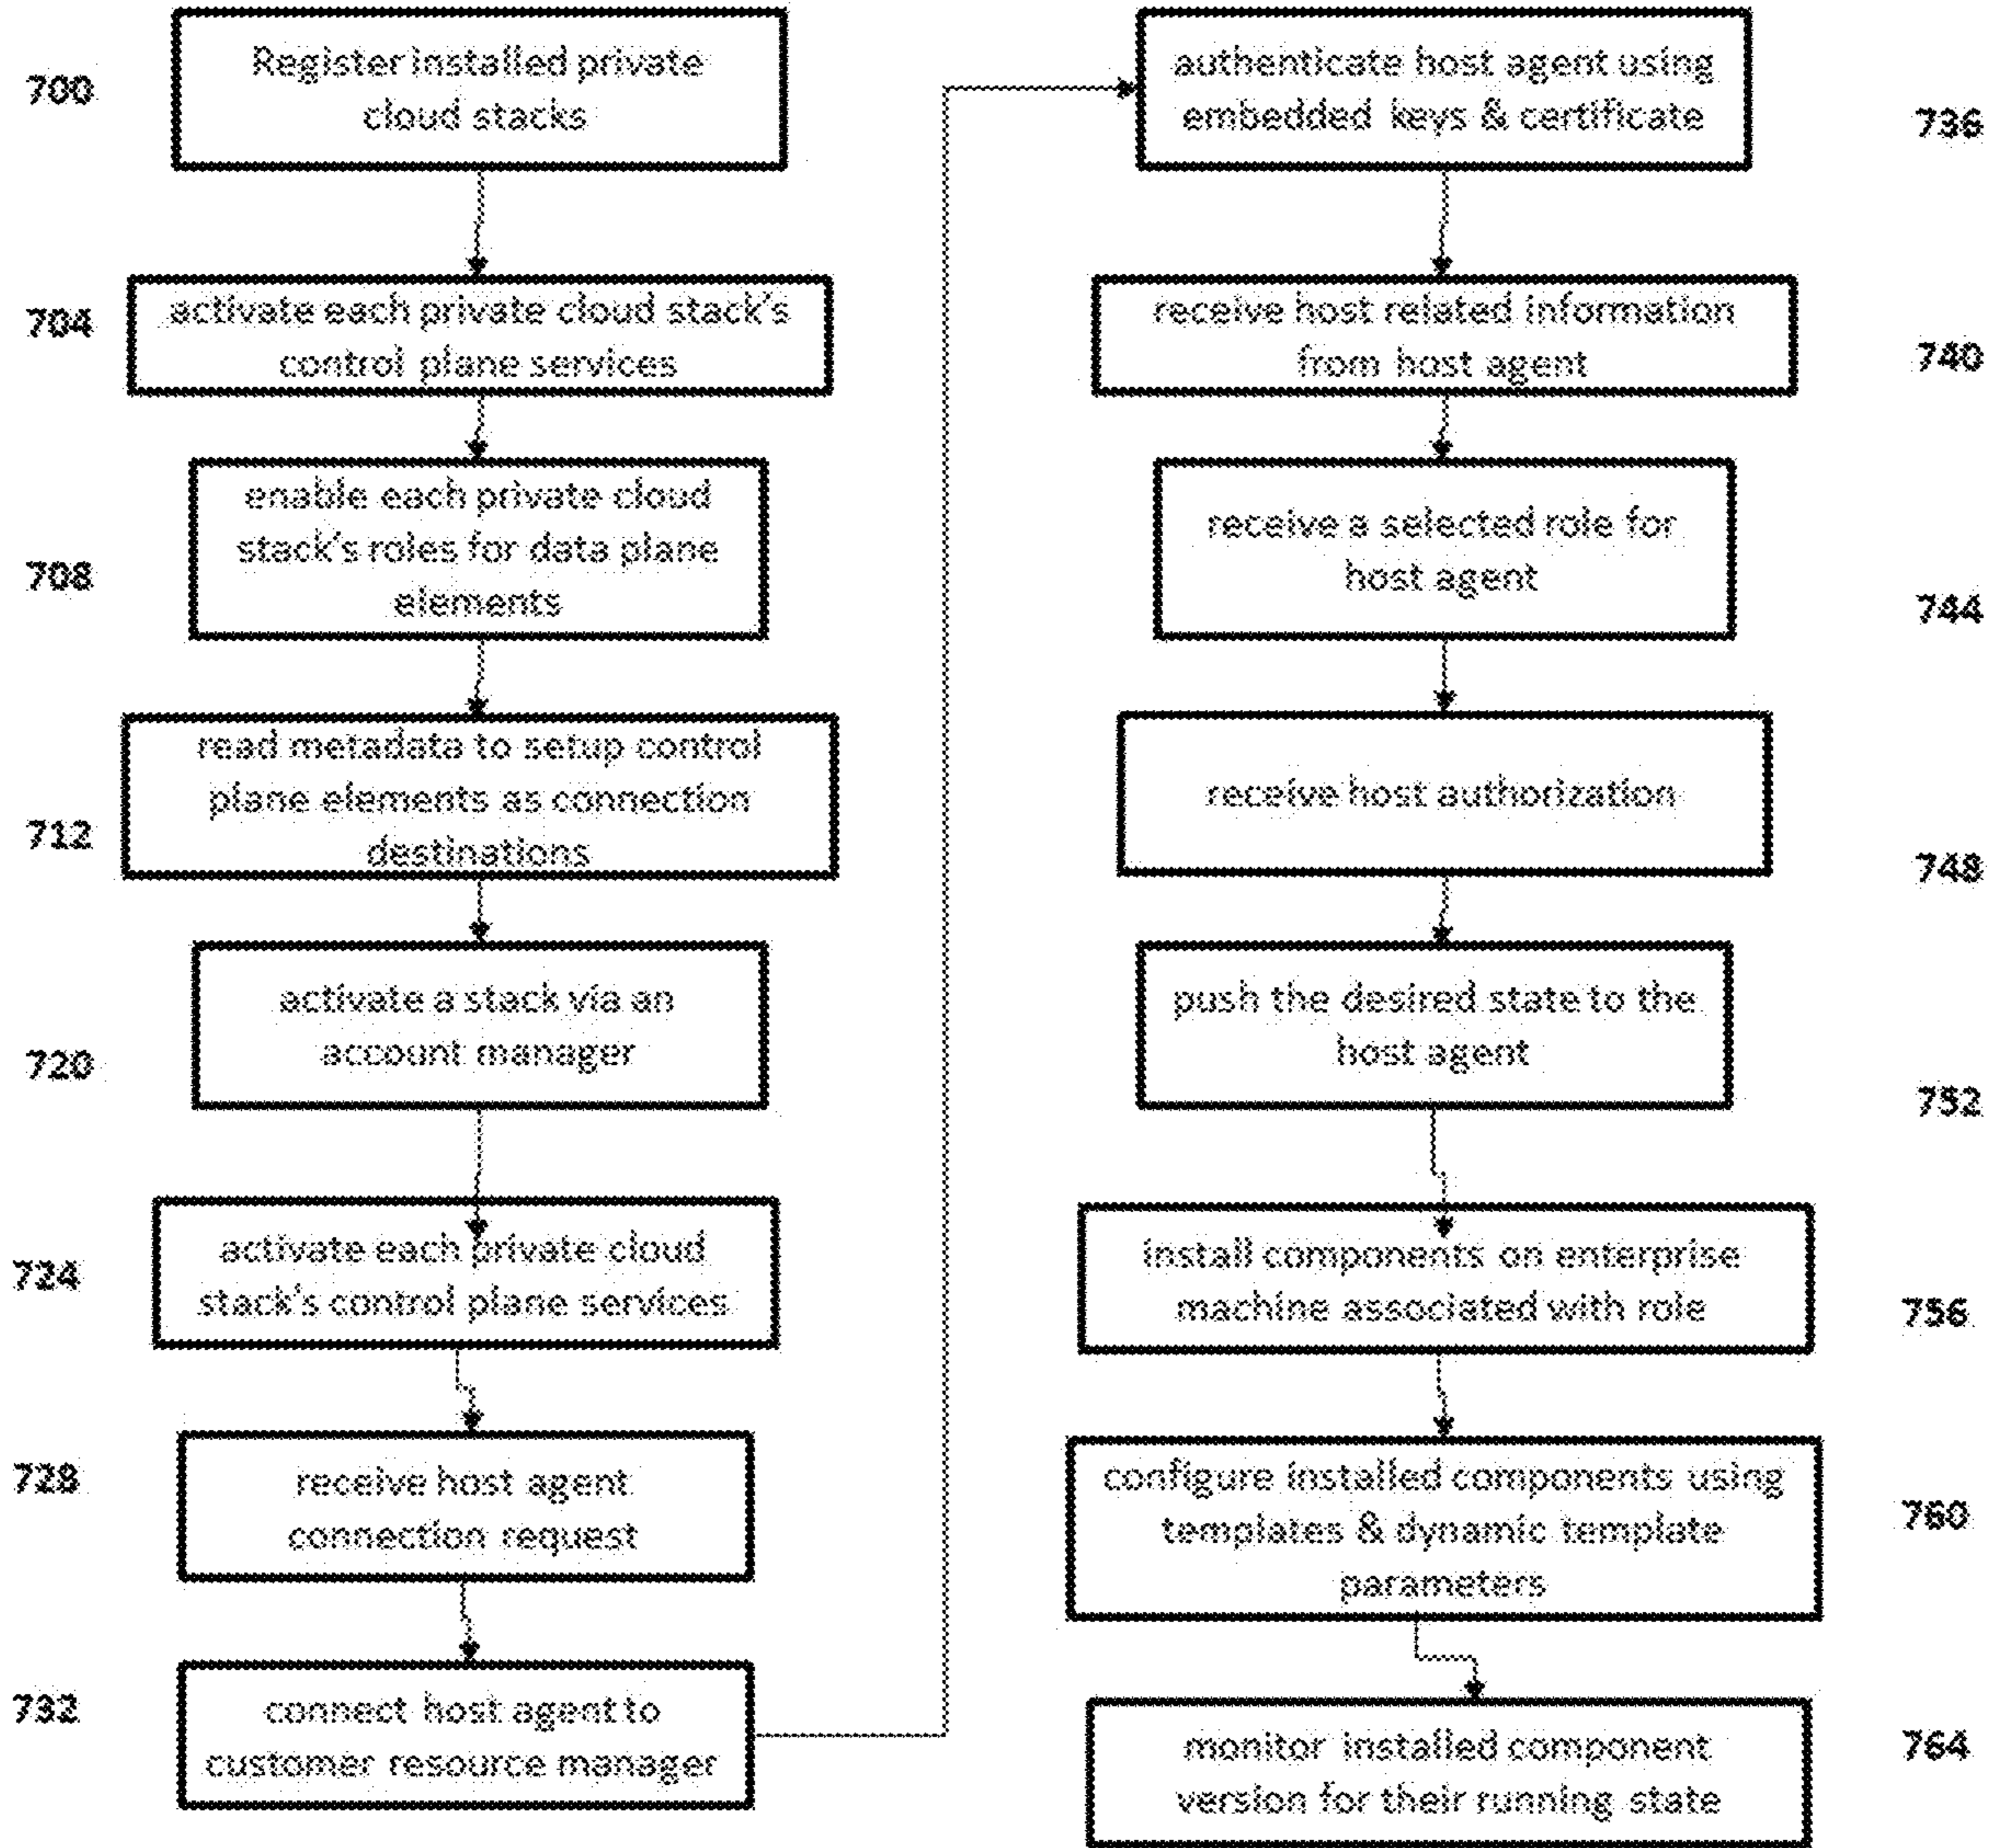 700
Register installed private
cloud stacks
704
activate each private cloud stack's
control plane services
708
enable each private cloud
stack's roles for data plane
elements
712
read metadata to setup control
plane elements as connection
destinations
720
activate a stack via an
account manager
724
activate each private cloud
stack's control plane services
728
receive host agent
connection request
732
connect host agent to
customer resource manager
authenticate host agent using
embedded keys & certificate
736
receive host related information
from host agent
740
receive a selected role for
host agent
744
receive host authorization
748
push the desired state to the
host agent
752
install components on enterprise
machine associated with role
756
configure installed components using
templates & dynamic template
parameters
760
monitor installed component
version for their running state
764